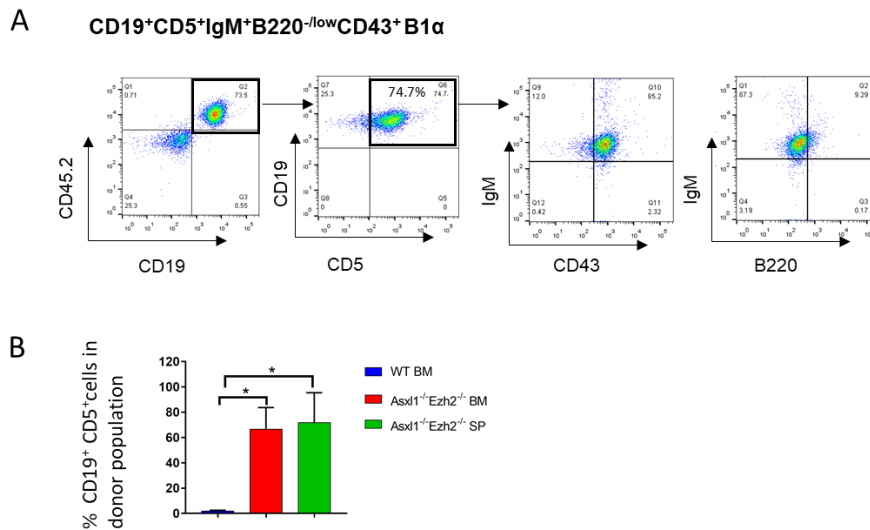 A
CD19⁺CD5⁺IgM⁺B220⁻/ˡᵒʷCD43⁺ B1α
Q1
0.71
Q2
73.5
Q4
25.3
Q3
0.55
CD45.2
CD19
Q7
25.3
74.7%
Q6
74.7
Q8
0
Q5
0
CD19
CD5
Q9
12.0
Q10
85.2
Q12
0.42
Q11
2.32
IgM
CD43
Q1
87.3
Q2
9.29
Q4
3.19
Q3
0.17
IgM
B220
B
% CD19⁺ CD5⁺cells in
donor population
120
100
80
60
40
20
0
*
*
WT BM
Asxl1⁻/⁻Ezh2⁻/⁻ BM
Asxl1⁻/⁻Ezh2⁻/⁻ SP